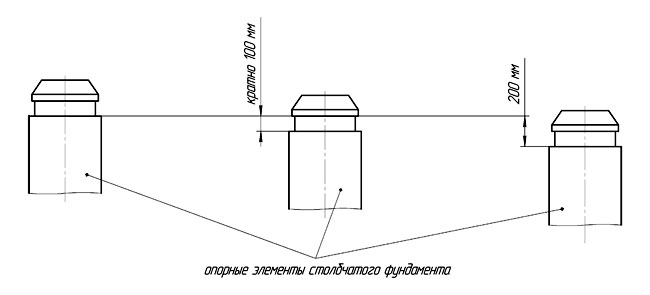 кратно 100 мм
200 мм
опорные элементы столбчатого фундамента